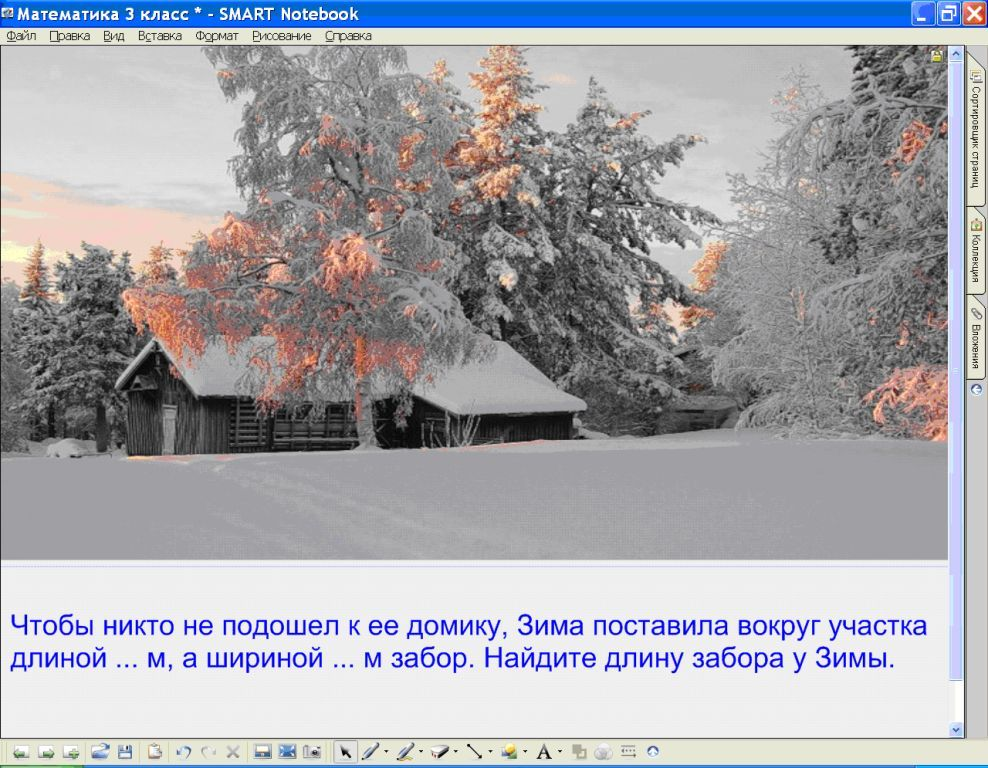 Математика 3 класс * - SMART Notebook
Файл Правка Вид Вставка Формат Рисование Справка
Сортировщик страниц
Коллекция
Вложения
Чтобы никто не подошел к ее домику, Зима поставила вокруг участка
длиной ... м, а шириной ... м забор. Найдите длину забора у Зимы.
A